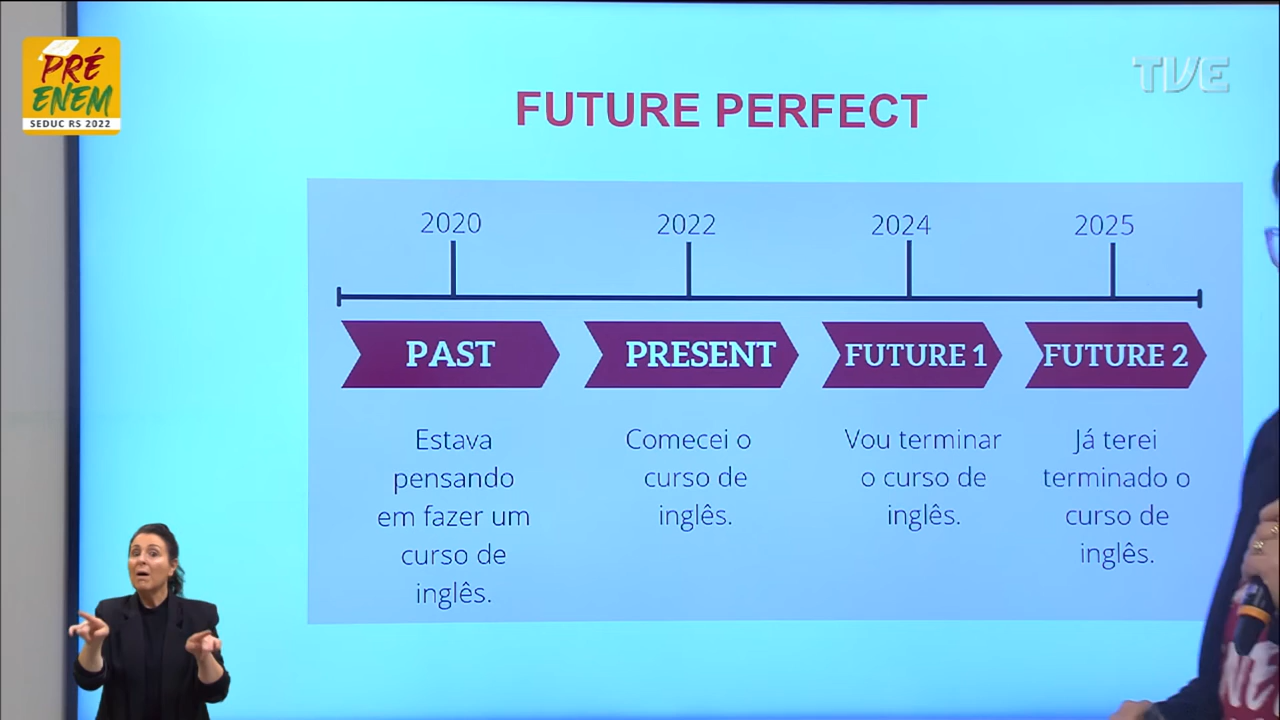 PRÉ
ENEM
SEDUC RS 2022
TVE
FUTURE PERFECT
2020
2022
2024
2025
PAST
PRESENT
FUTURE 1
FUTURE 2
Estava
pensando
em fazer um
curso de
inglês.
Comecei o
curso de
inglês.
Vou terminar
o curso de
inglês.
Já terei
terminado o
curso de
inglês.